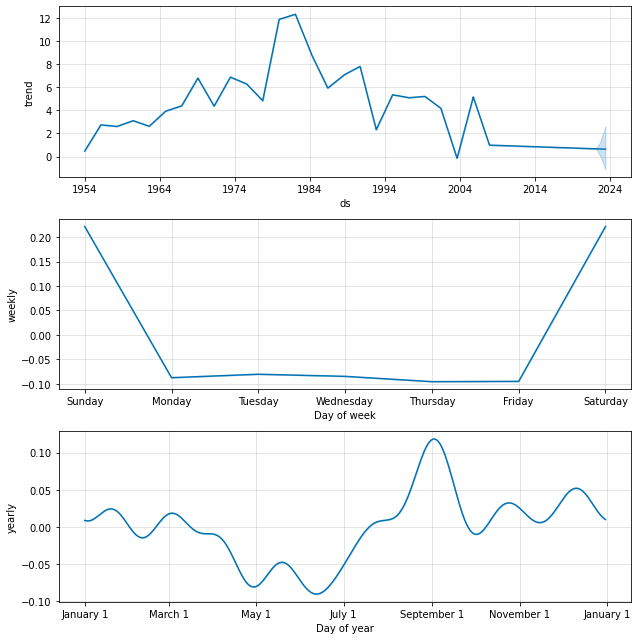 12
10
8
6
4
2
0
trend
1954 1964 1974 1984 1994 2004 2014 2024
ds
0.20
0.15
0.10
0.05
0.00
−0.05
−0.10
weekly
Sunday Monday Tuesday Wednesday Thursday Friday Saturday
Day of week
0.10
0.05
0.00
−0.05
−0.10
yearly
January 1 March 1 May 1 July 1 September 1 November 1 January 1
Day of year